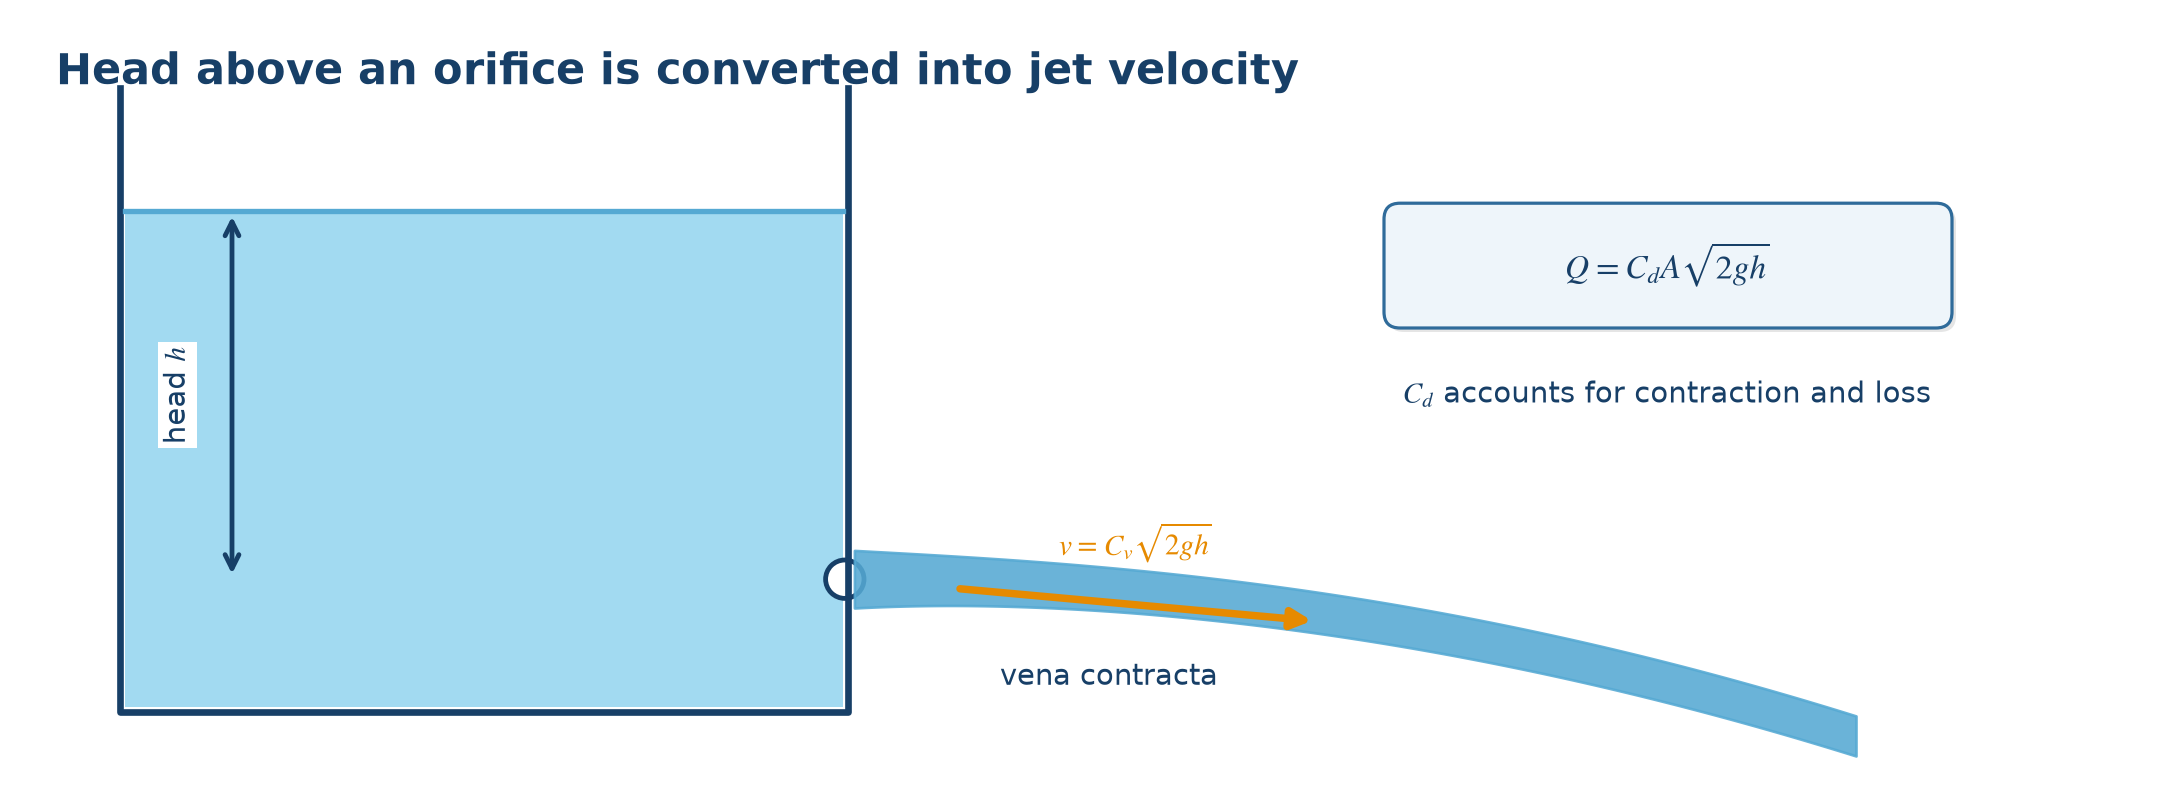 Head above an orifice is converted into jet velocity
Q = C_d A√2gh
C_d accounts for contraction and loss
head h
v = C_v√2gh
vena contracta